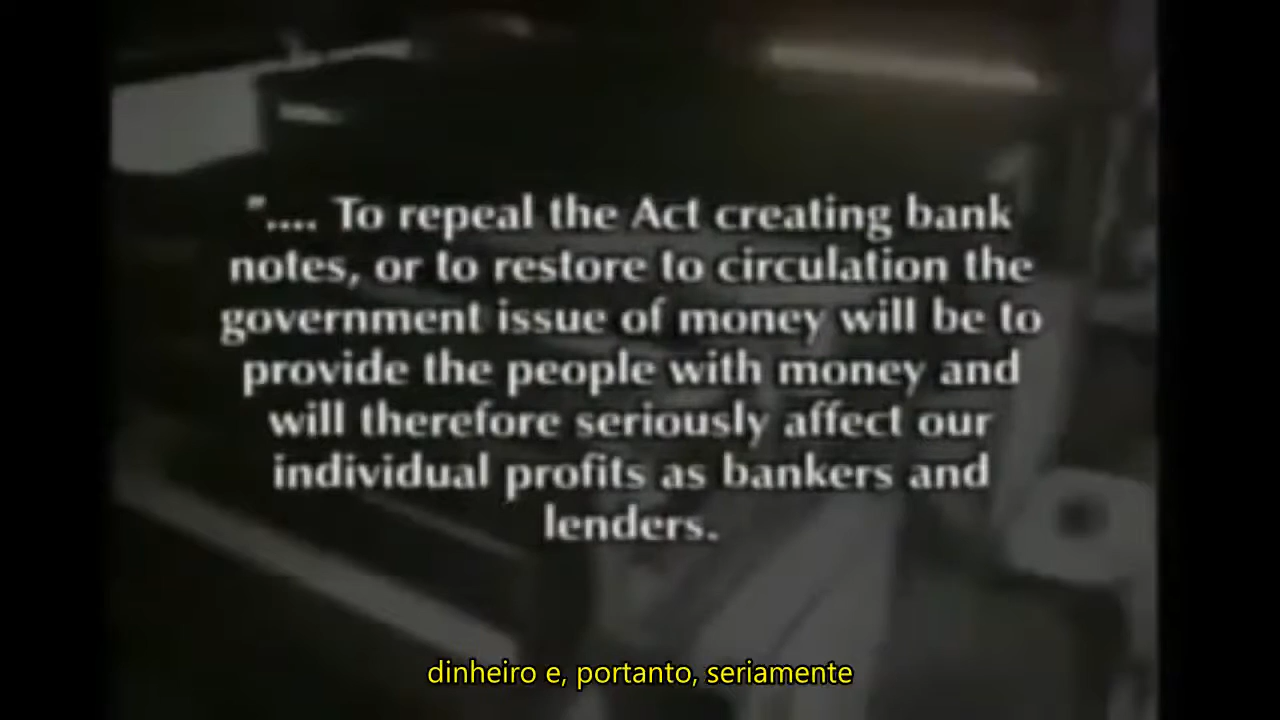 ".... To repeal the Act creating bank
notes, or to restore to circulation the
government issue of money will be to
provide the people with money and
will therefore seriously affect our
individual profits as bankers and
lenders.
dinheiro e, portanto, seriamente